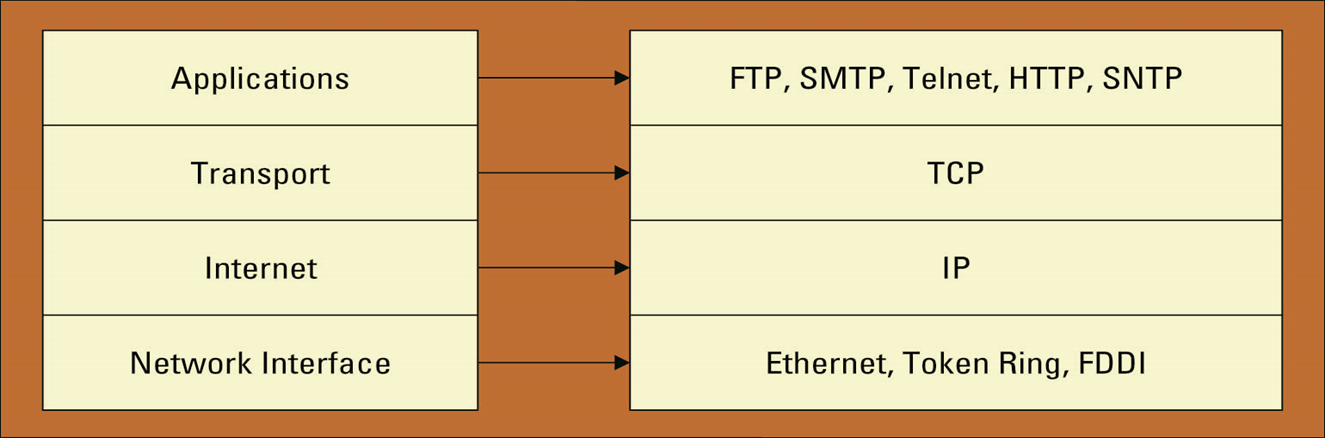 Applications
FTP, SMTP, Telnet, HTTP, SNTP
Transport
TCP
Internet
IP
Network Interface
Ethernet, Token Ring, FDDI